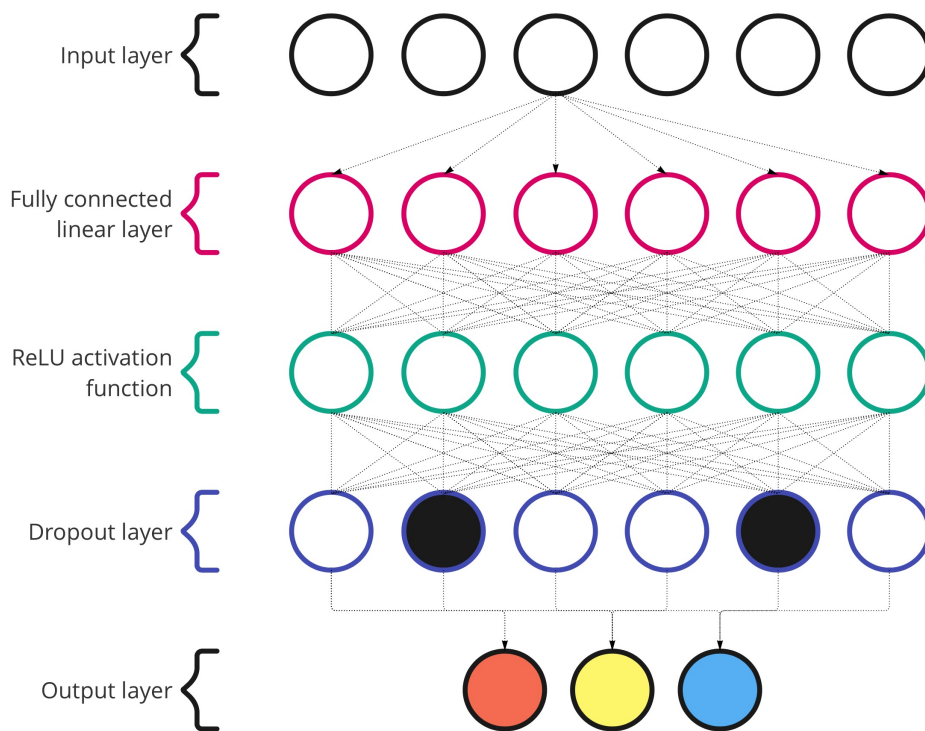 Input layer
Fully connected
linear layer
ReLU activation
function
Dropout layer
Output layer